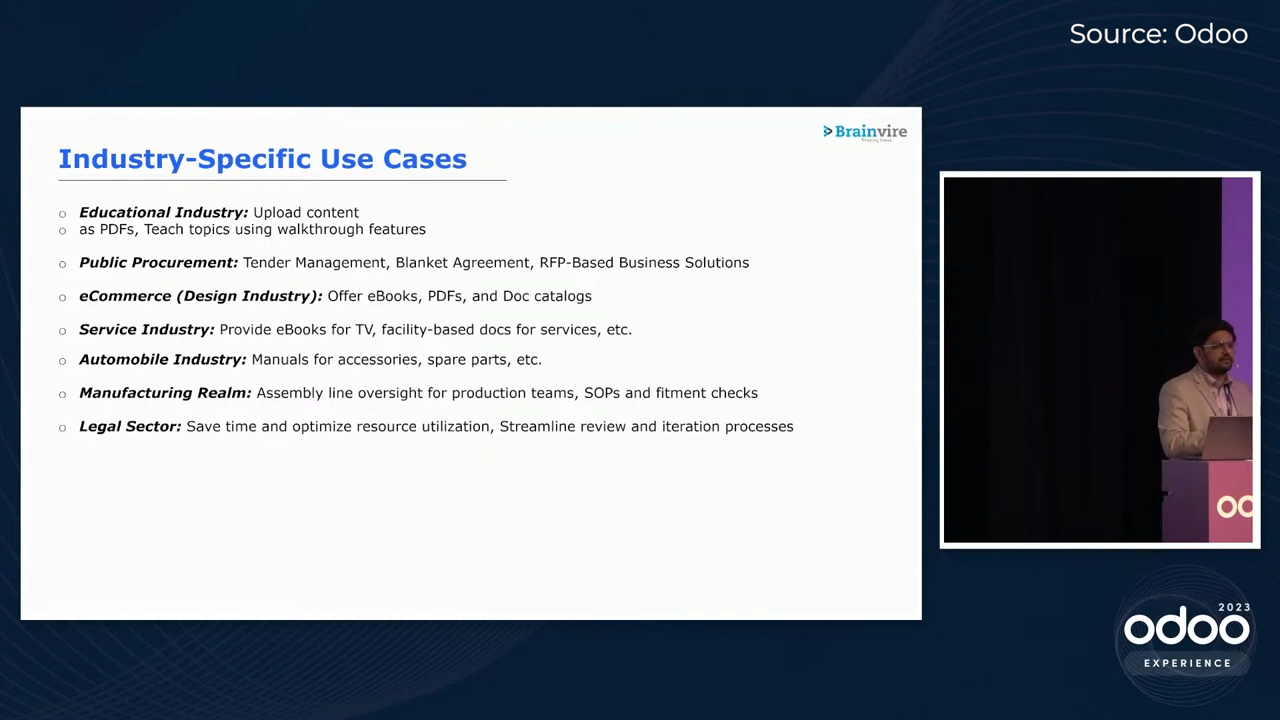 Source: Odoo
Brainvire
Industry-Specific Use Cases
○ Educational Industry: Upload content
○ as PDFs, Teach topics using walkthrough features
○ Public Procurement: Tender Management, Blanket Agreement, RFP-Based Business Solutions
○ eCommerce (Design Industry): Offer eBooks, PDFs, and Doc catalogs
○ Service Industry: Provide eBooks for TV, facility-based docs for services, etc.
○ Automobile Industry: Manuals for accessories, spare parts, etc.
○ Manufacturing Realm: Assembly line oversight for production teams, SOPs and fitment checks
○ Legal Sector: Save time and optimize resource utilization, Streamline review and iteration processes
2023
odoo
EXPERIENCE